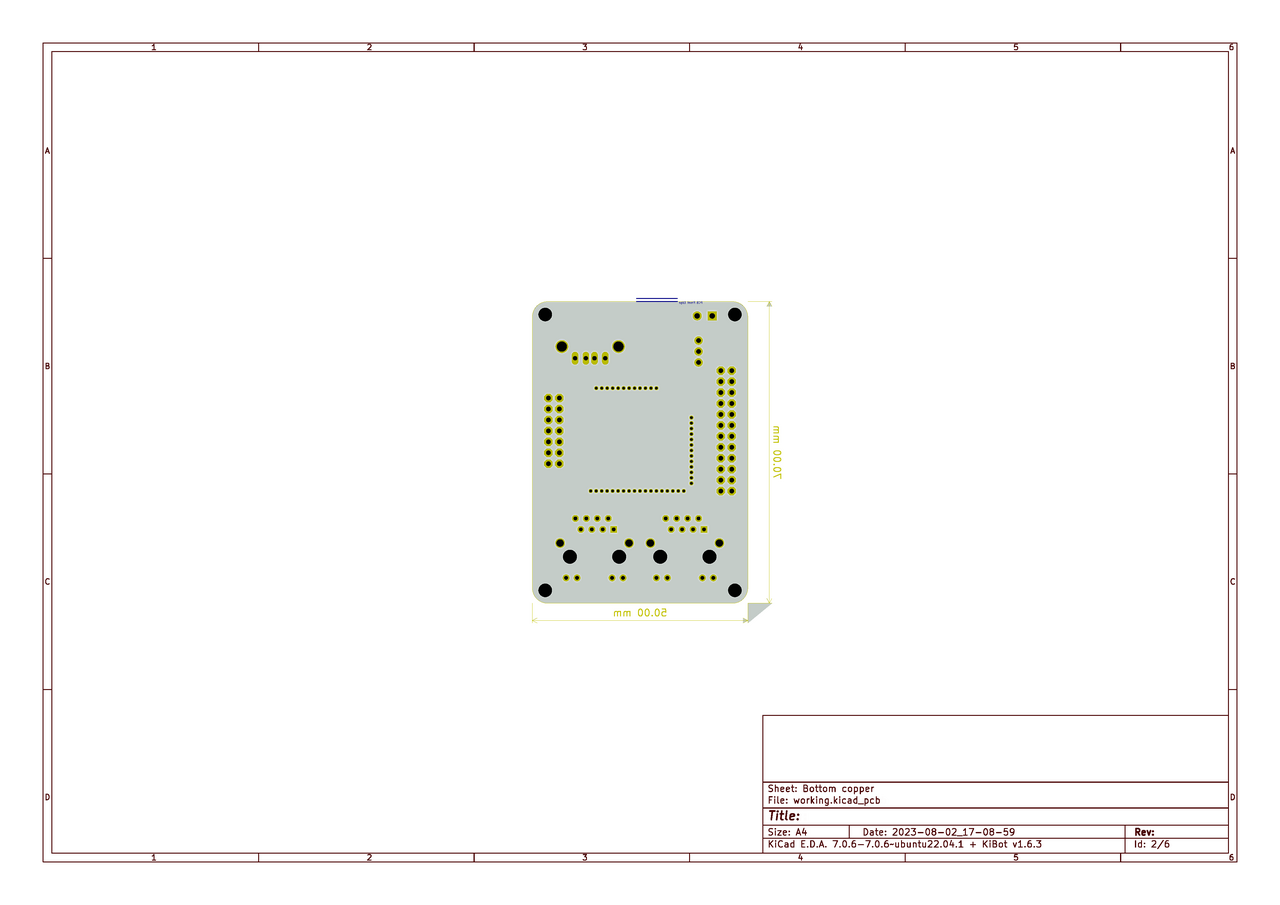 1 2 3 4 5 6
A A
B B
70.00 mm
C C
50.00 mm
D D
Sheet: Bottom copper
File: working.kicad_pcb
Title:
Size: A4 Date: 2023-08-02_17-08-59 Rev:
KiCad E.D.A. 7.0.6-7.0.6~ubuntu22.04.1 + KiBot v1.6.3 Id: 2/6
1 2 3 4 5 6